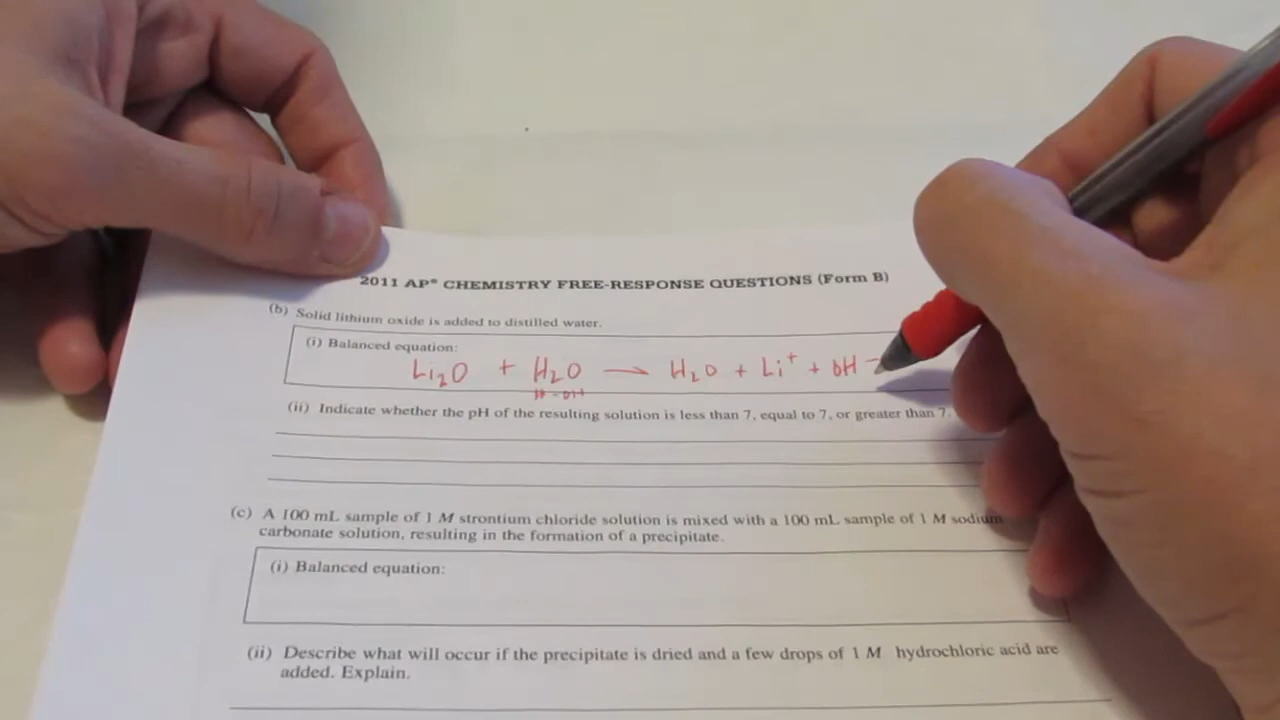 2011 AP® CHEMISTRY FREE-RESPONSE QUESTIONS (Form B)
(b) Solid lithium oxide is added to distilled water.
(i) Balanced equation:
Li₂O + H₂O → H₂O + Li⁺ + OH⁻
H-OH
(ii) Indicate whether the pH of the resulting solution is less than 7, equal to 7, or greater than 7.
(c) A 100 mL sample of 1 M strontium chloride solution is mixed with a 100 mL sample of 1 M sodium
carbonate solution, resulting in the formation of a precipitate.
(i) Balanced equation:
(ii) Describe what will occur if the precipitate is dried and a few drops of 1 M hydrochloric acid are
added. Explain.